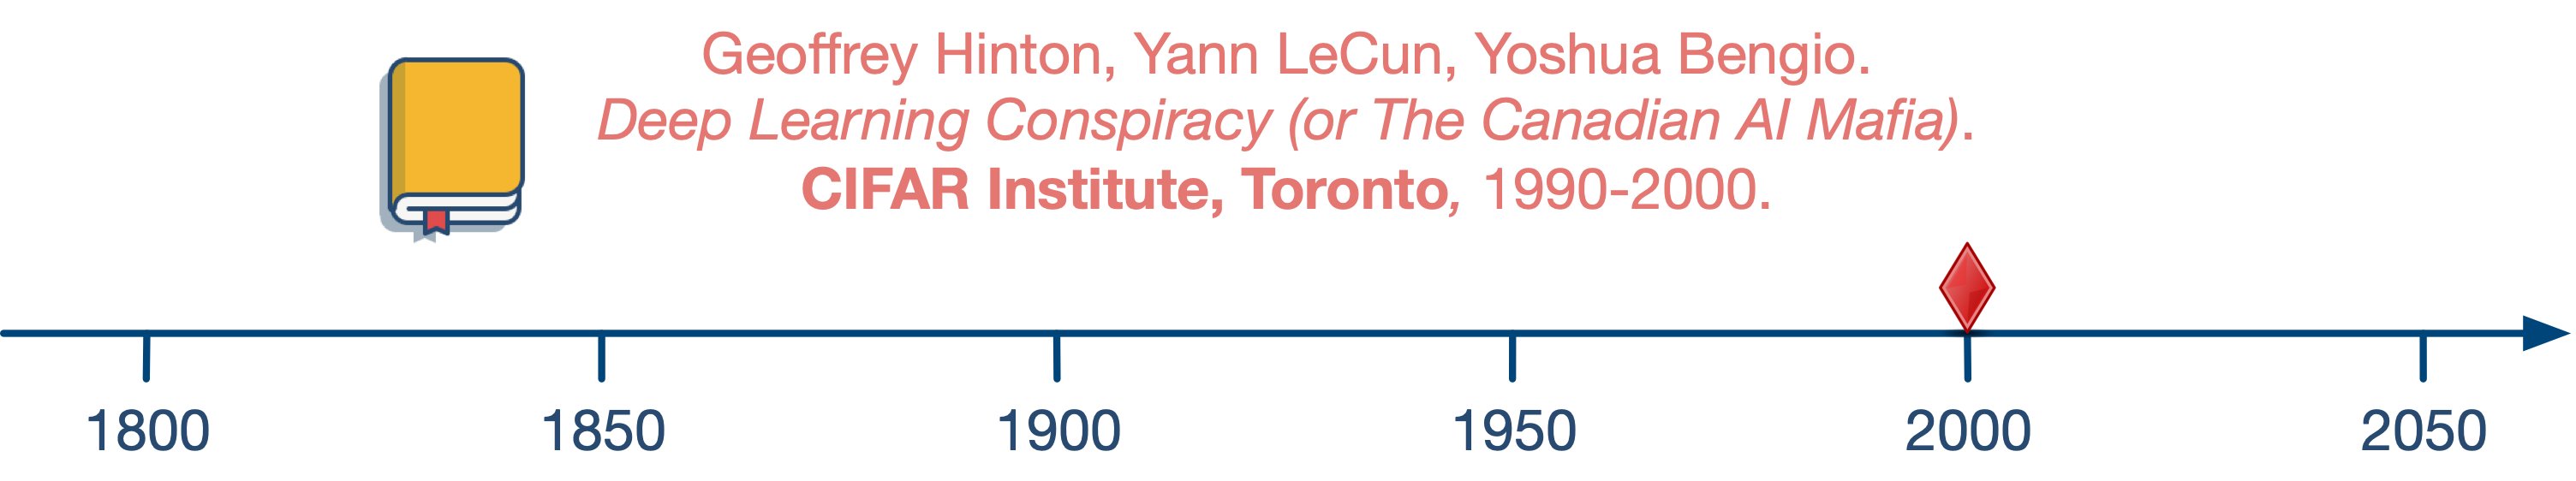 Geoffrey Hinton, Yann LeCun, Yoshua Bengio.
Deep Learning Conspiracy (or The Canadian AI Mafia).
CIFAR Institute, Toronto, 1990-2000.
1800 1850 1900 1950 2000 2050